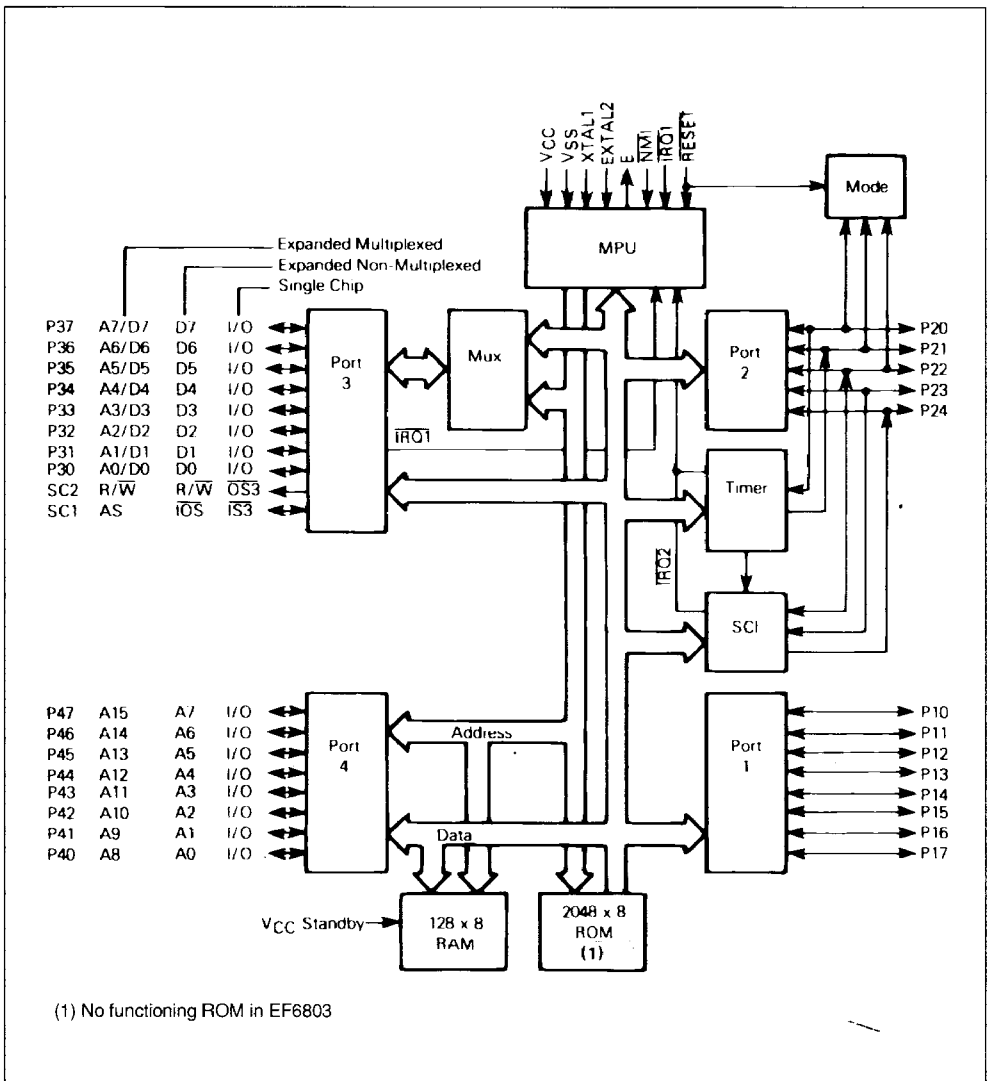 VCC
VSS
XTAL1
EXTAL2
E
NMI
IRQ1
RESET
Mode
MPU
Expanded Multiplexed
Expanded Non-Multiplexed
Single Chip
P37 A7/D7 D7 I/O
P36 A6/D6 D6 I/O
P35 A5/D5 D5 I/O
P34 A4/D4 D4 I/O
P33 A3/D3 D3 I/O
P32 A2/D2 D2 I/O
P31 A1/D1 D1 I/O
P30 A0/D0 D0 I/O
SC2 R/W R/W OS3
SC1 AS IOS IS3
Port
3
Mux
IRQ1
Port
2
P20
P21
P22
P23
P24
Timer
IRQ2
SCI
P47 A15 A7 I/O
P46 A14 A6 I/O
P45 A13 A5 I/O
P44 A12 A4 I/O
P43 A11 A3 I/O
P42 A10 A2 I/O
P41 A9 A1 I/O
P40 A8 A0 I/O
Port
4
Address
Data
Port
1
P10
P11
P12
P13
P14
P15
P16
P17
VCC Standby
128 x 8
RAM
2048 x 8
ROM
(1)
(1) No functioning ROM in EF6803